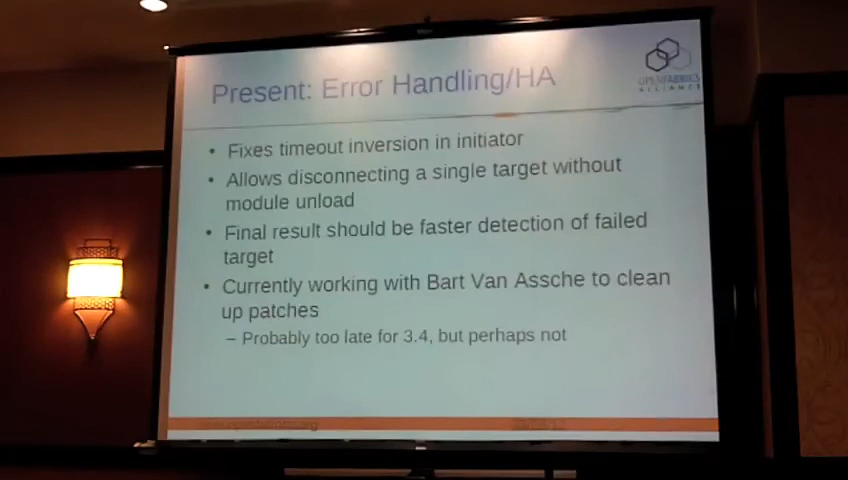 Present: Error Handling/HA
OPENFABRICS
ALLIANCE
• Fixes timeout inversion in initiator
• Allows disconnecting a single target without
module unload
• Final result should be faster detection of failed
target
• Currently working with Bart Van Assche to clean
up patches
– Probably too late for 3.4, but perhaps not